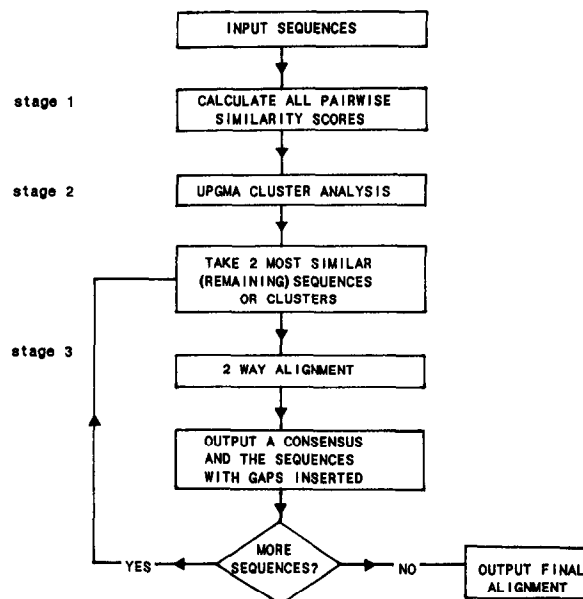 INPUT SEQUENCES
stage 1
CALCULATE ALL PAIRWISE
SIMILARITY SCORES
stage 2
UPGMA CLUSTER ANALYSIS
TAKE 2 MOST SIMILAR
(REMAINING) SEQUENCES
OR CLUSTERS
stage 3
2 WAY ALIGNMENT
OUTPUT A CONSENSUS
AND THE SEQUENCES
WITH GAPS INSERTED
MORE
SEQUENCES?
YES
NO
OUTPUT FINAL
ALIGNMENT